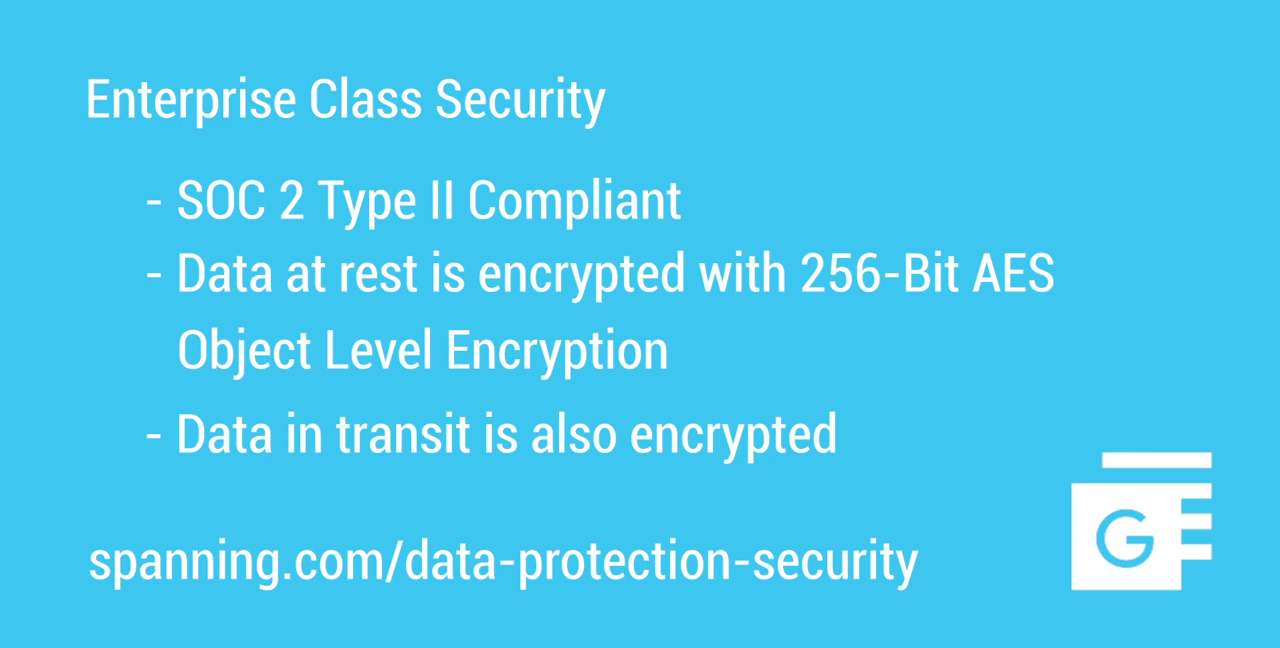 Enterprise Class Security
- SOC 2 Type II Compliant
- Data at rest is encrypted with 256-Bit AES
Object Level Encryption
- Data in transit is also encrypted
spanning.com/data-protection-security
G